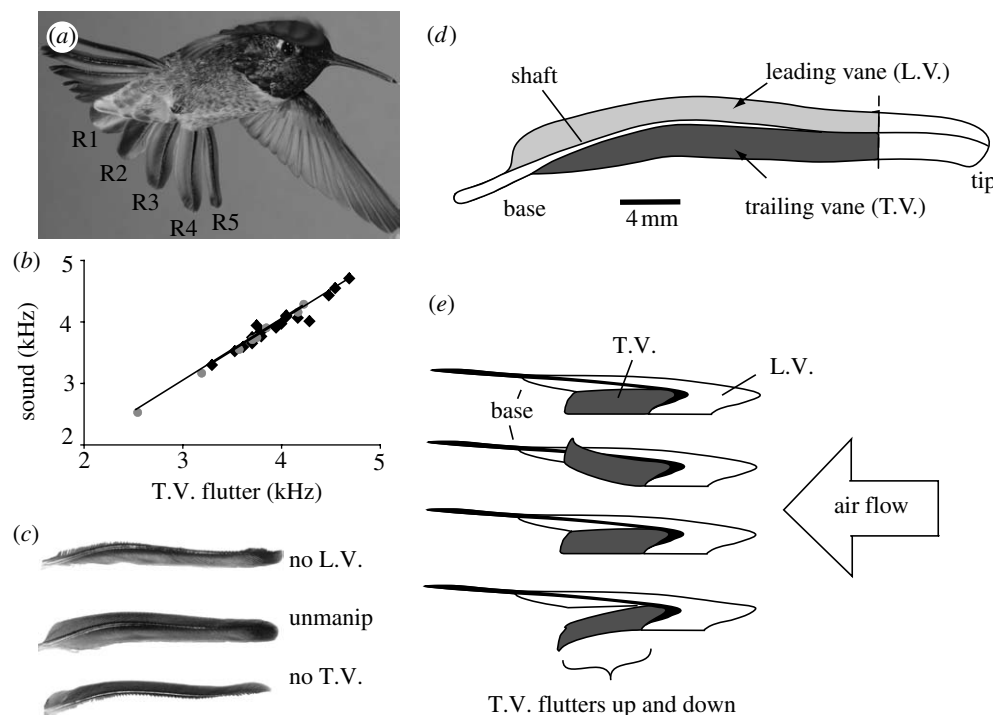 (a)
R1
R2
R3
R4
R5
(b)
5
4
3
2
sound (kHz)
2 3 4 5
T.V. flutter (kHz)
(c)
no L.V.
unmanip
no T.V.
(d)
leading vane (L.V.)
shaft
tip
base
4 mm
trailing vane (T.V.)
(e)
T.V.
L.V.
base
air flow
T.V. flutters up and down